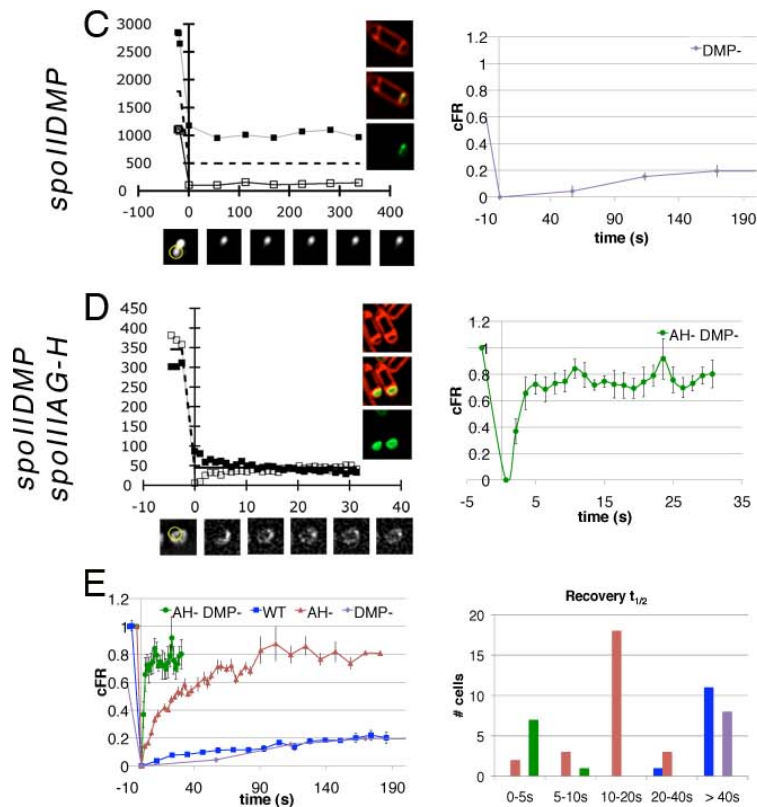 C
spoIIDMP
3000
2500
2000
1500
1000
500
0
-100 0 100 200 300 400
1.2
1
0.8
0.6
0.4
0.2
0
cFR
DMP-
-10 40 90 140 190
time (s)
D
spoIIDMP
spoIIIAG-H
450
400
350
300
250
200
150
100
50
0
-10 0 10 20 30 40
1.2
1
0.8
0.6
0.4
0.2
0
cFR
AH- DMP-
-5 5 15 25 35
time (s)
E
1.2
1
0.8
0.6
0.4
0.2
0
cFR
AH- DMP- WT AH- DMP-
-10 40 90 140 190
time (s)
Recovery t1/2
20
15
10
5
0
# cells
0-5s 5-10s 10-20s 20-40s > 40s